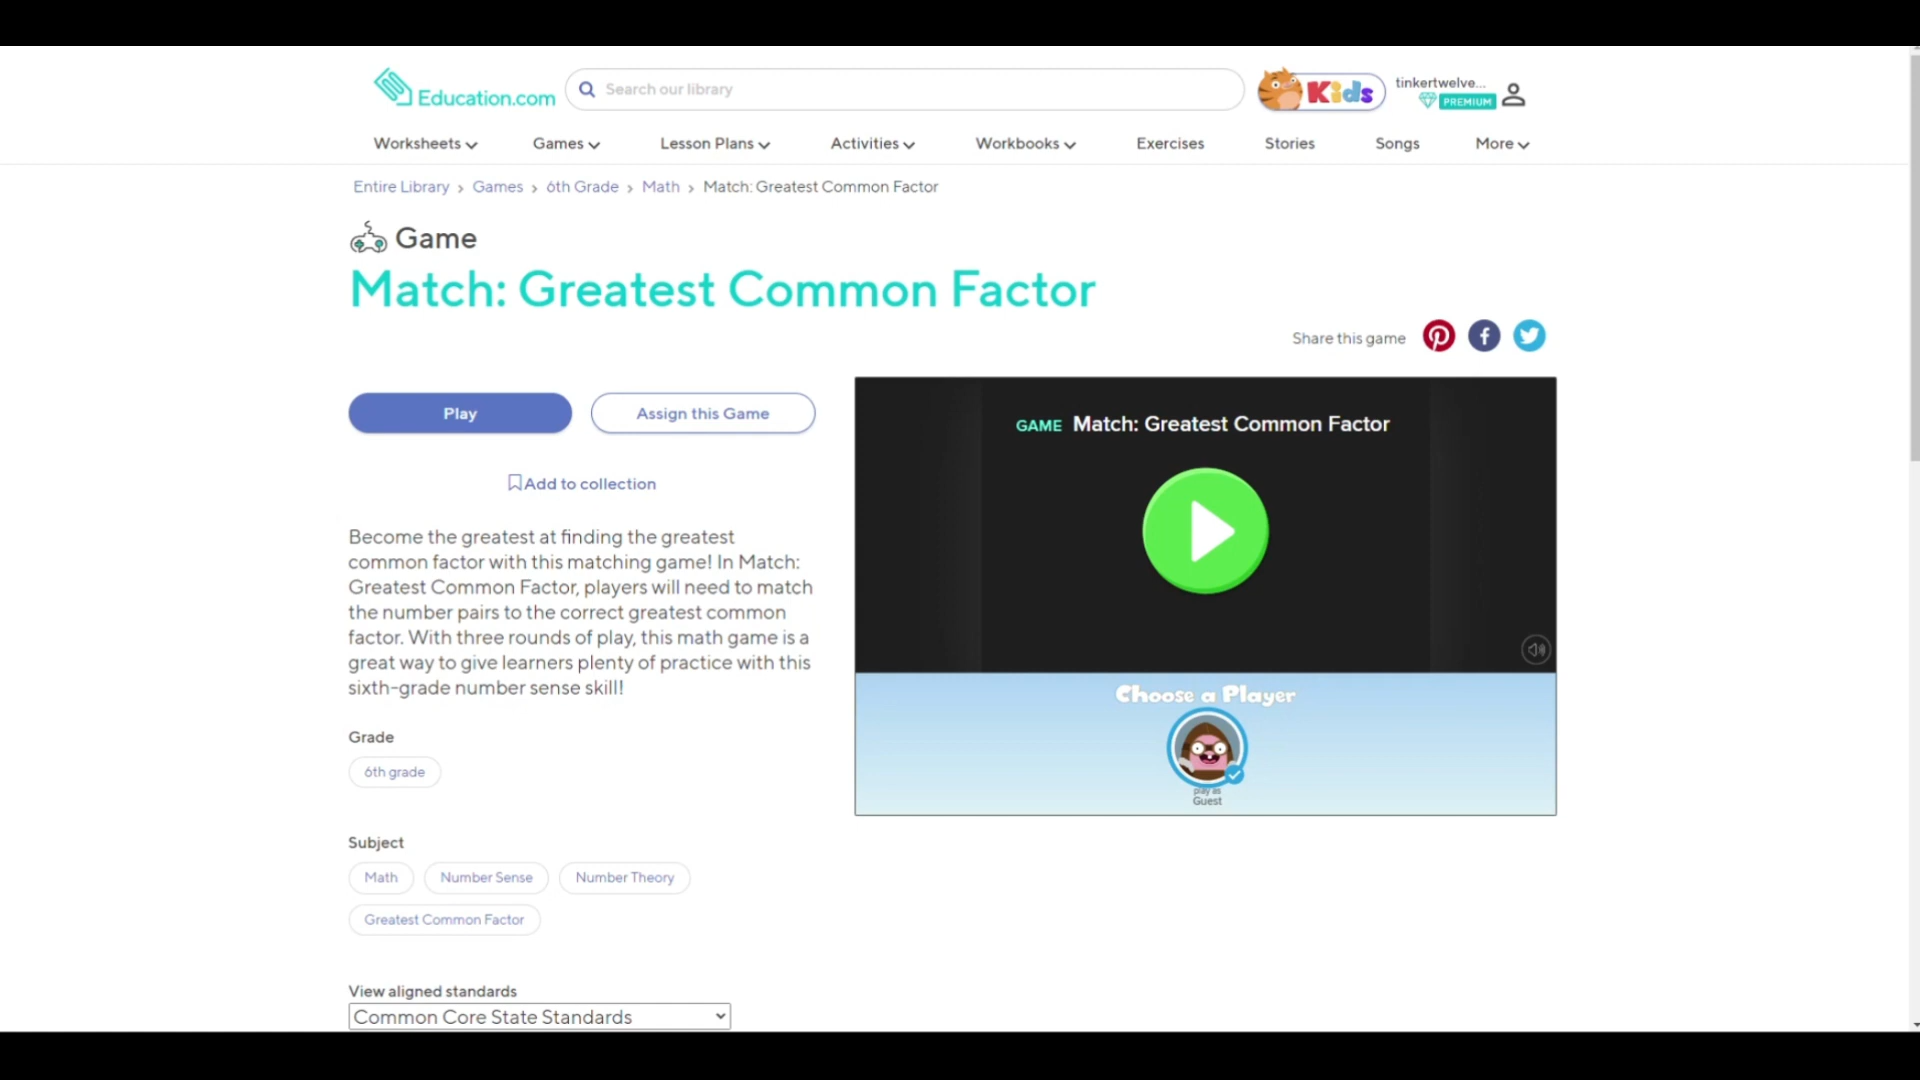 Education.com
Search our library
Kids
tinkertwelve...
PREMIUM
Worksheets
Games
Lesson Plans
Activities
Workbooks
Exercises
Stories
Songs
More
Entire Library › Games › 6th Grade › Math › Match: Greatest Common Factor
Game
Match: Greatest Common Factor
Share this game
Play
Assign this Game
Add to collection
Become the greatest at finding the greatest
common factor with this matching game! In Match:
Greatest Common Factor, players will need to match
the number pairs to the correct greatest common
factor. With three rounds of play, this math game is a
great way to give learners plenty of practice with this
sixth-grade number sense skill!
GAME Match: Greatest Common Factor
Choose a Player
play as
Guest
Grade
6th grade
Subject
Math
Number Sense
Number Theory
Greatest Common Factor
View aligned standards
Common Core State Standards